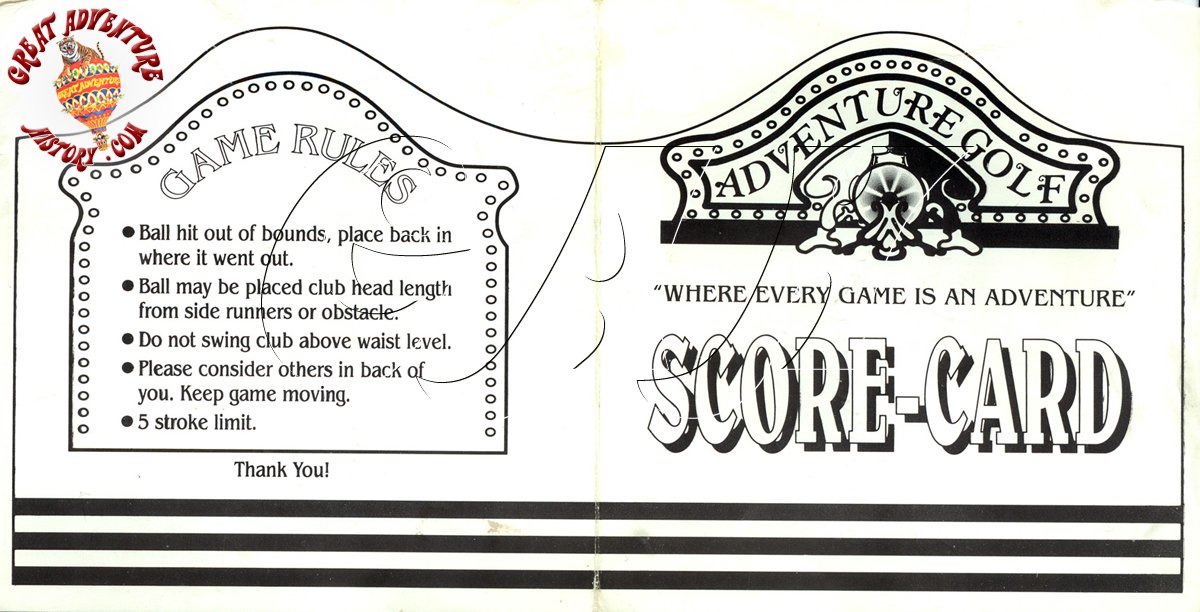 GREAT ADVENTURE
GREAT ADVENTURE
HISTORY.COM
GAME RULES
● Ball hit out of bounds, place back in
where it went out.
● Ball may be placed club head length
from side runners or obstacle.
● Do not swing club above waist level.
● Please consider others in back of
you. Keep game moving.
● 5 stroke limit.
Thank You!
ADVENTURE GOLF
"WHERE EVERY GAME IS AN ADVENTURE"
SCORE-CARD